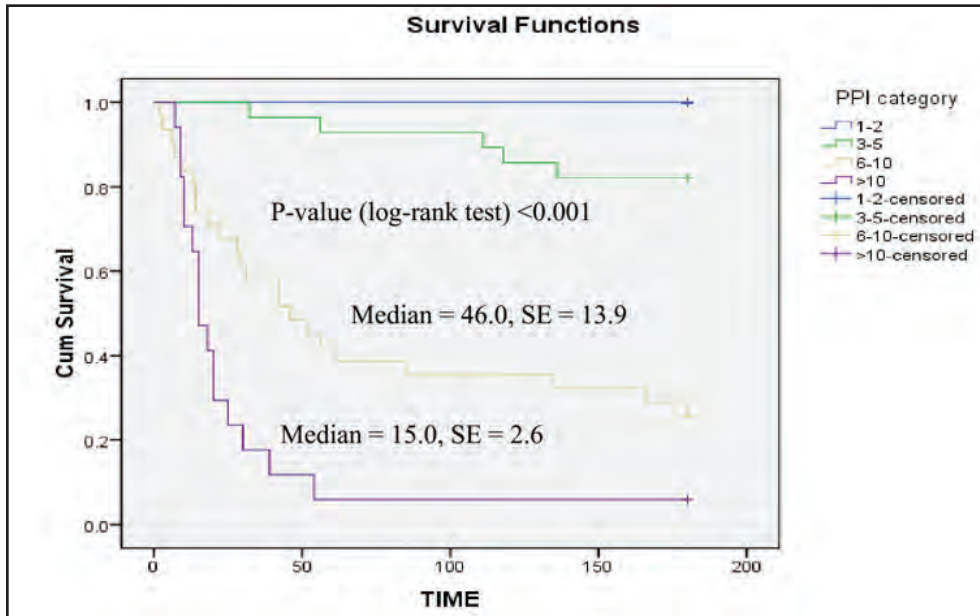 Survival Functions
PPI category
1-2
3-5
6-10
>10
1-2-censored
3-5-censored
6-10-censored
>10-censored
1.0
0.8
0.6
0.4
0.2
0.0
Cum Survival
P-value (log-rank test) <0.001
Median = 46.0, SE = 13.9
Median = 15.0, SE = 2.6
0
50
100
150
200
TIME